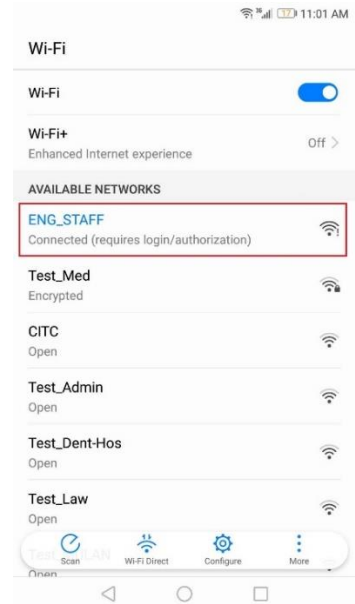 17 11:01 AM
Wi-Fi
Wi-Fi
Wi-Fi+
Enhanced Internet experience
Off
AVAILABLE NETWORKS
ENG_STAFF
Connected (requires login/authorization)
Test_Med
Encrypted
CITC
Open
Test_Admin
Open
Test_Dent-Hos
Open
Test_Law
Open
Scan Wi-Fi Direct Configure More
Open